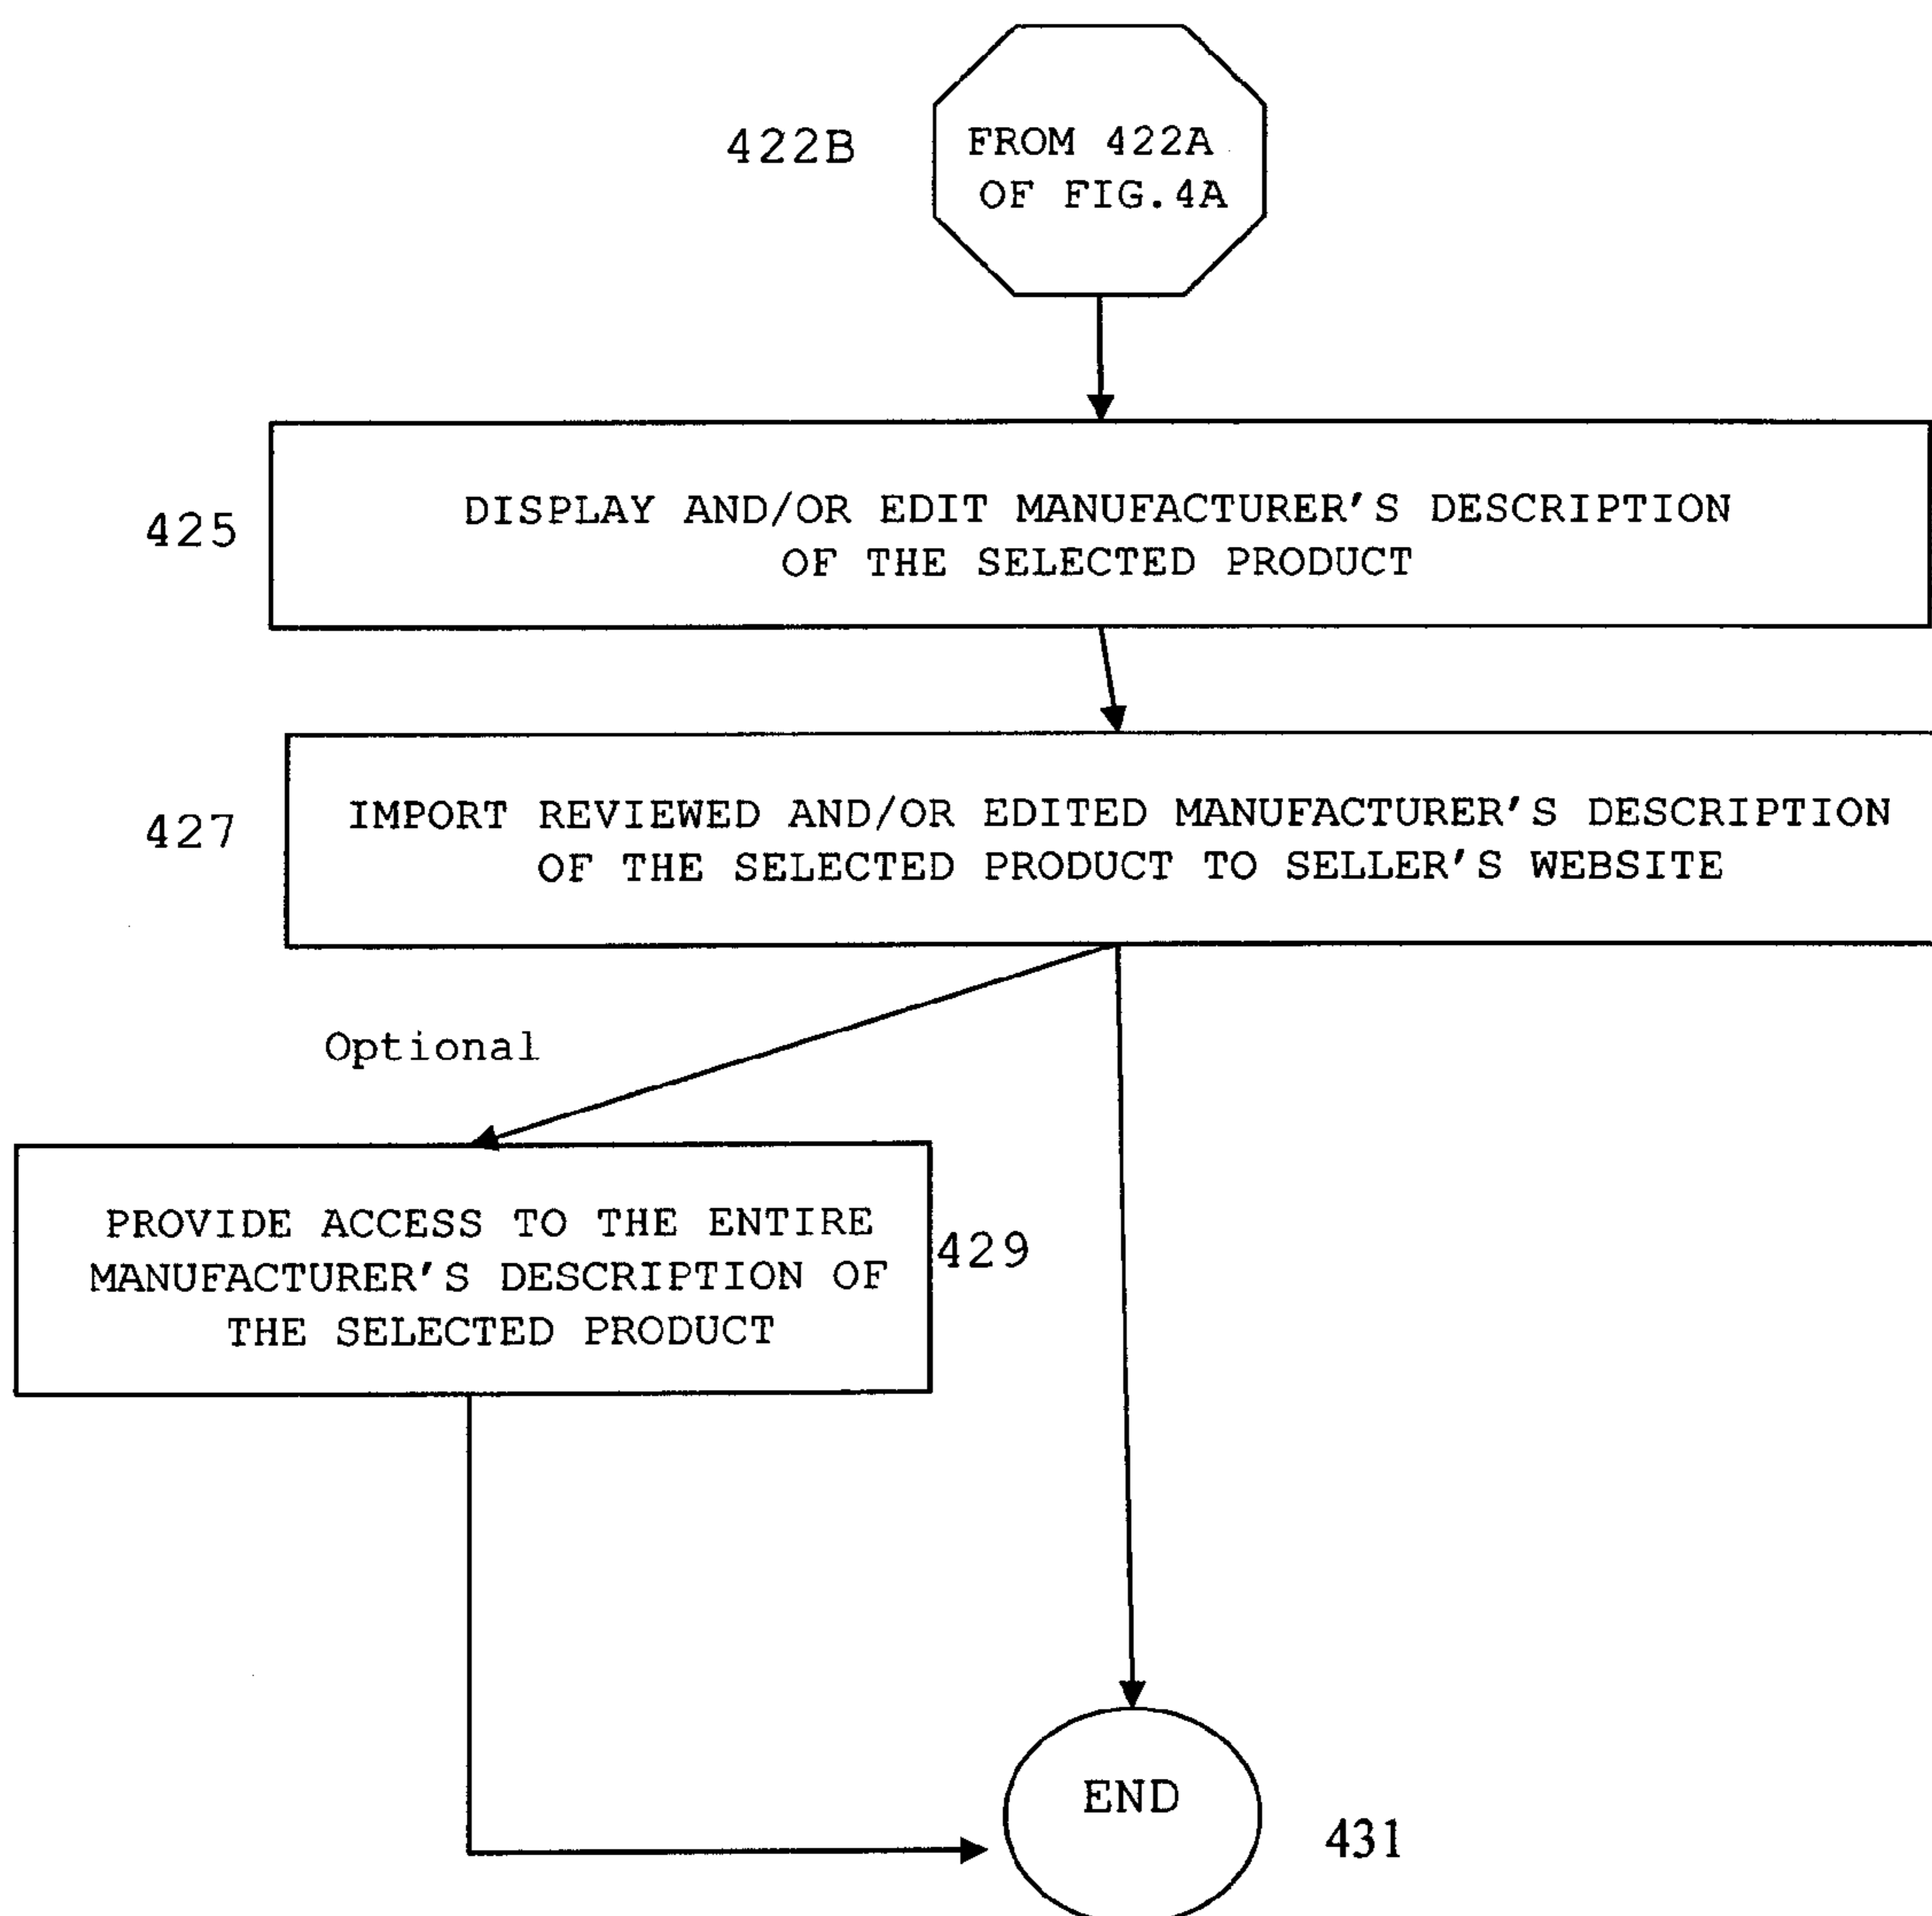 422B
FROM 422A
OF FIG.4A
425
DISPLAY AND/OR EDIT MANUFACTURER'S DESCRIPTION
OF THE SELECTED PRODUCT
427
IMPORT REVIEWED AND/OR EDITED MANUFACTURER'S DESCRIPTION
OF THE SELECTED PRODUCT TO SELLER'S WEBSITE
Optional
PROVIDE ACCESS TO THE ENTIRE
MANUFACTURER'S DESCRIPTION OF
THE SELECTED PRODUCT
429
END
431